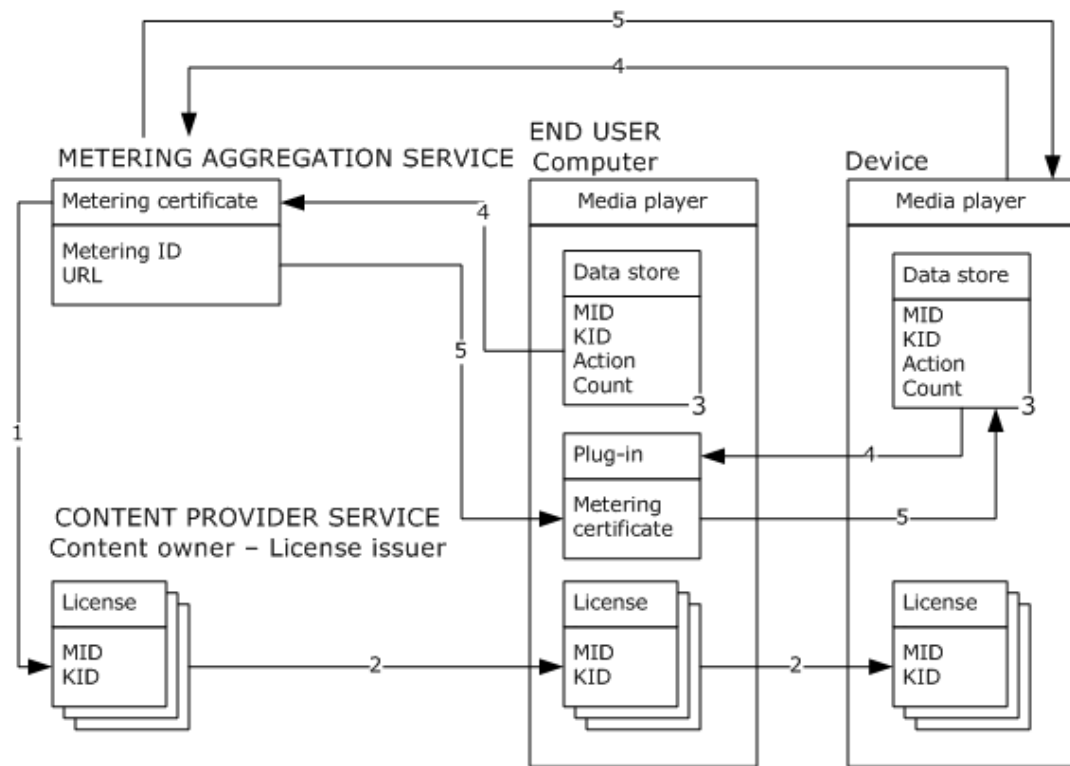 5
4
END USER
METERING AGGREGATION SERVICE
Computer
Device
Metering certificate
Metering ID
URL
4
5
1
Media player
Data store
MID
KID
Action
Count
3
Plug-in
Metering
certificate
Media player
Data store
MID
KID
Action
Count
3
4
5
CONTENT PROVIDER SERVICE
Content owner – License issuer
License
MID
KID
2
License
MID
KID
2
License
MID
KID